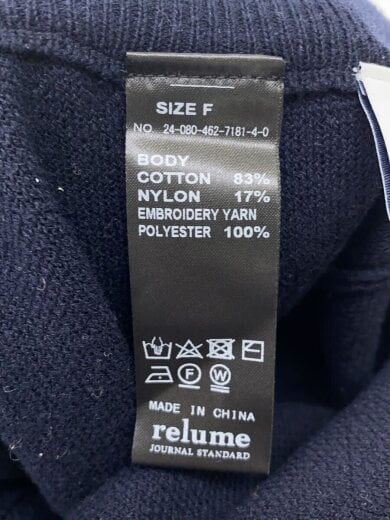 SIZE F
NO. 24-080-462-7181-4-0
BODY
COTTON 83%
NYLON 17%
EMBROIDERY YARN
POLYESTER 100%
F W
MADE IN CHINA
relume
JOURNAL STANDARD